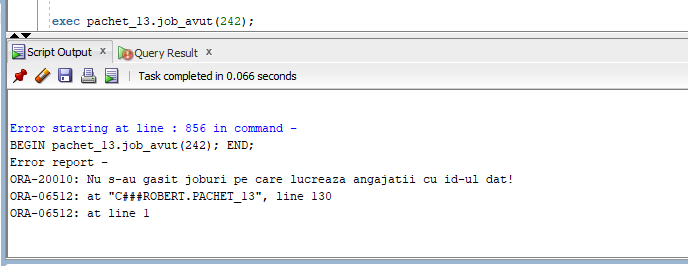 exec pachet_13.job_avut(242);
Script Output x Query Result x
Task completed in 0.066 seconds
Error starting at line : 856 in command -
BEGIN pachet_13.job_avut(242); END;
Error report -
ORA-20010: Nu s-au gasit joburi pe care lucreaza angajatii cu id-ul dat!
ORA-06512: at "C###ROBERT.PACHET_13", line 130
ORA-06512: at line 1